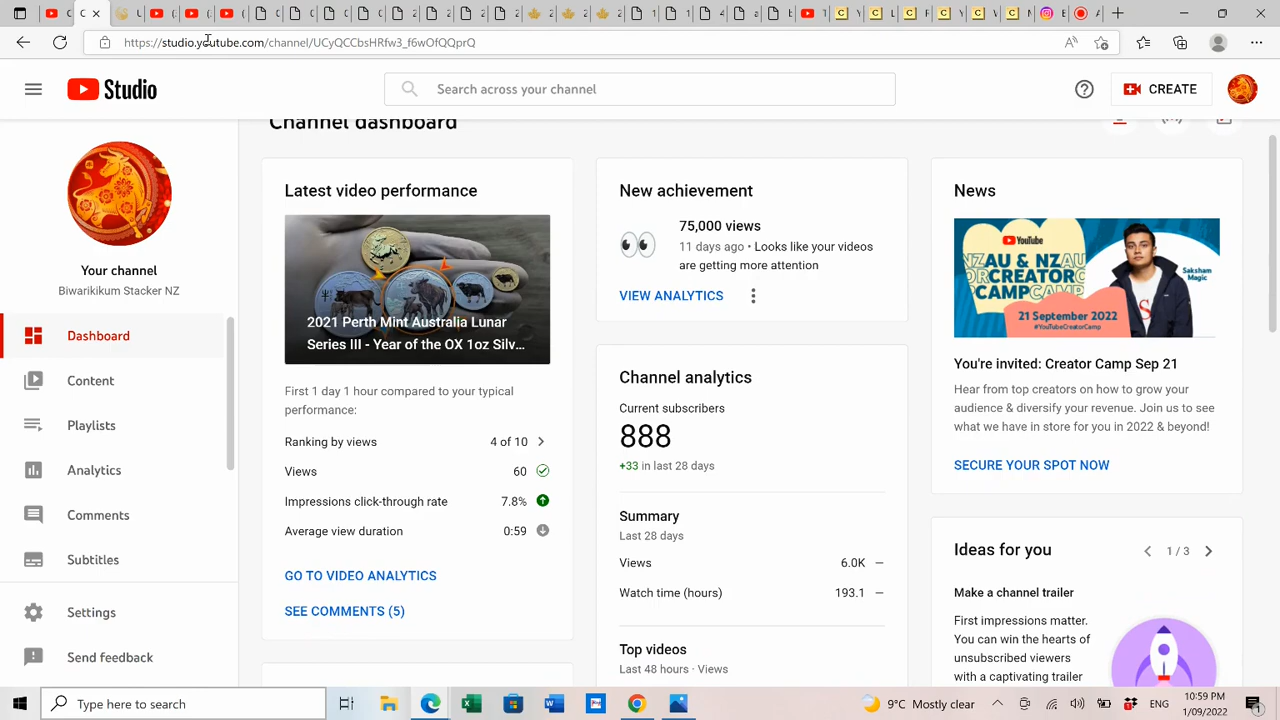 https://studio.youtube.com/channel/UCyQCCbsHRfw3_f6wOfQQprQ
Studio
Search across your channel
CREATE
Channel dashboard
Your channel
Biwarikikum Stacker NZ
Dashboard
Content
Playlists
Analytics
Comments
Subtitles
Settings
Send feedback
Latest video performance
2021 Perth Mint Australia Lunar
Series III - Year of the OX 1oz Silv...
First 1 day 1 hour compared to your typical
performance:
Ranking by views 4 of 10
Views 60
Impressions click-through rate 7.8%
Average view duration 0:59
GO TO VIDEO ANALYTICS
SEE COMMENTS (5)
New achievement
75,000 views
11 days ago • Looks like your videos
are getting more attention
VIEW ANALYTICS
Channel analytics
Current subscribers
888
+33 in last 28 days
Summary
Last 28 days
Views 6.0K —
Watch time (hours) 193.1 —
Top videos
Last 48 hours · Views
News
YouTube
AU & NZ
CREATOR
CAMP
21 September 2022
#YouTubeCreatorCamp
Saksham
Magic
You're invited: Creator Camp Sep 21
Hear from top creators on how to grow your
audience & diversify your revenue. Join us to see
what we have in store for you in 2022 & beyond!
SECURE YOUR SPOT NOW
Ideas for you
1 / 3
Make a channel trailer
First impressions matter.
You can win the hearts of
unsubscribed viewers
with a captivating trailer
Type here to search
9°C Mostly clear
ENG
10:59 PM
1/09/2022